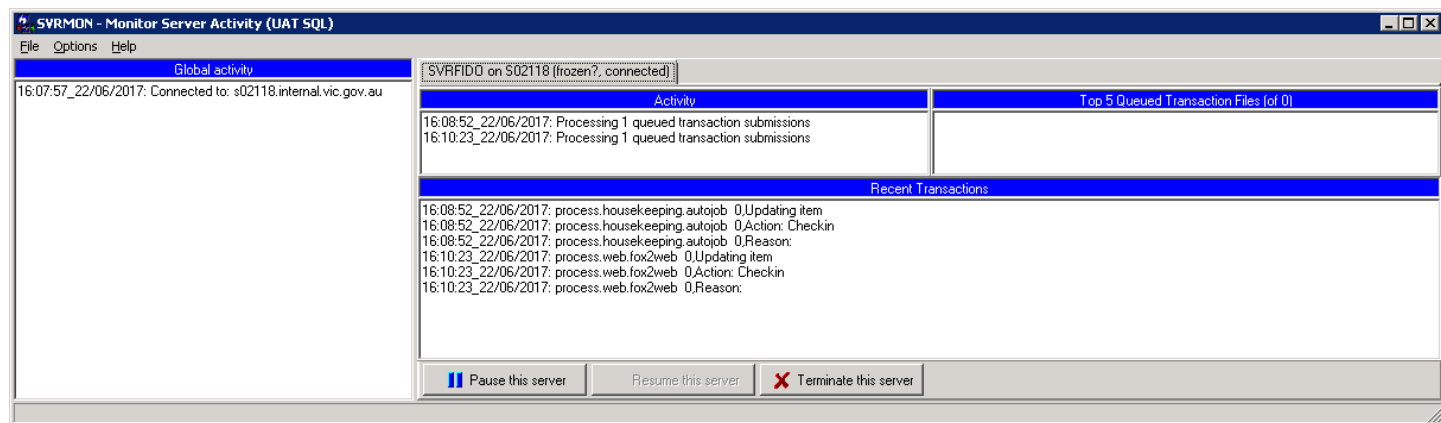 SVRMON - Monitor Server Activity (UAT SQL)
File Options Help
Global activity
16:07:57_22/06/2017: Connected to: s02118.internal.vic.gov.au
SVRFIDO on S02118 (frozen?, connected)
Activity
16:08:52_22/06/2017: Processing 1 queued transaction submissions
16:10:23_22/06/2017: Processing 1 queued transaction submissions
Top 5 Queued Transaction Files (of 0)
Recent Transactions
16:08:52_22/06/2017: process.housekeeping.autojob 0,Updating item
16:08:52_22/06/2017: process.housekeeping.autojob 0,Action: Checkin
16:08:52_22/06/2017: process.housekeeping.autojob 0,Reason:
16:10:23_22/06/2017: process.web.fox2web 0,Updating item
16:10:23_22/06/2017: process.web.fox2web 0,Action: Checkin
16:10:23_22/06/2017: process.web.fox2web 0,Reason:
Pause this server Resume this server Terminate this server